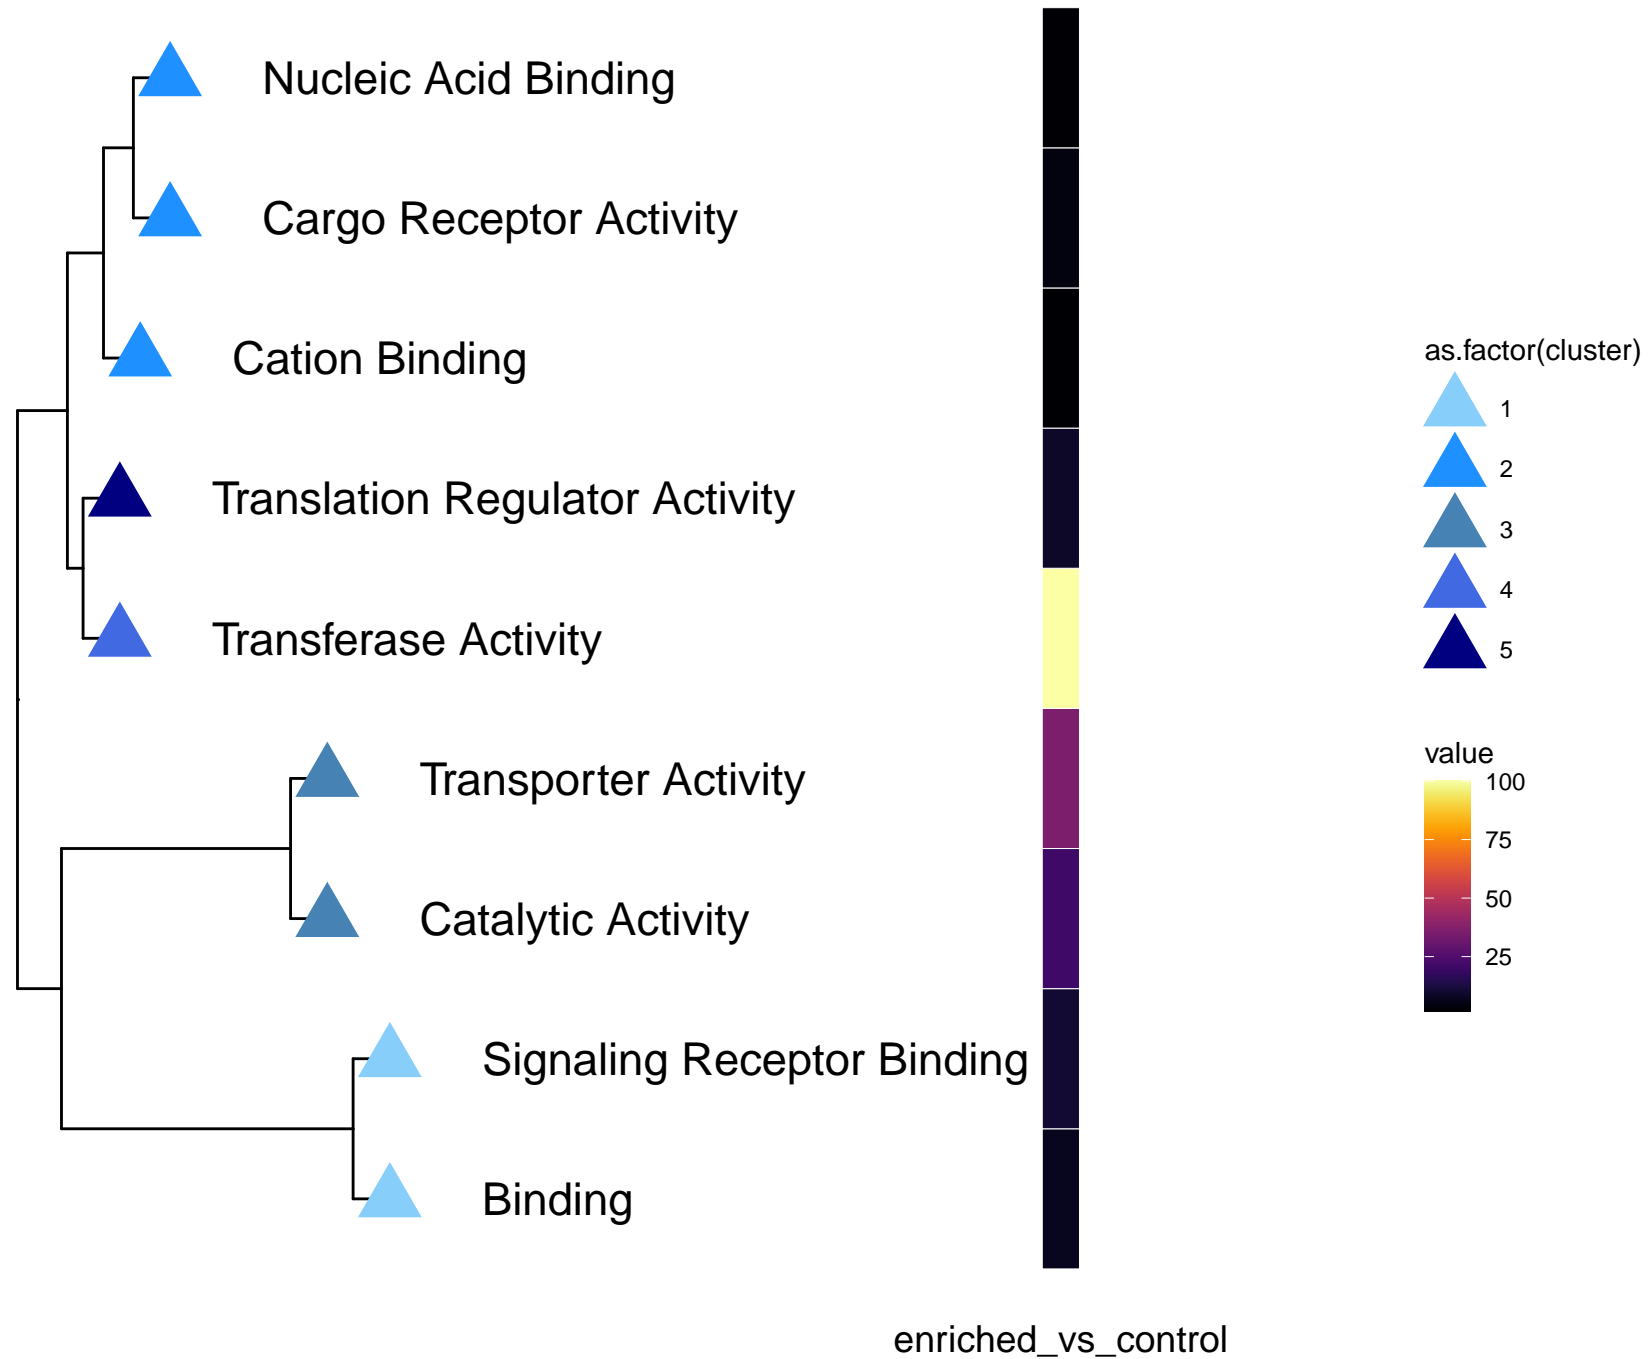 Nucleic Acid Binding
Cargo Receptor Activity
Cation Binding
Translation Regulator Activity
Transferase Activity
Transporter Activity
Catalytic Activity
Signaling Receptor Binding
Binding
enriched_vs_control
as.factor(cluster)
1
2
3
4
5
value
100
75
50
25